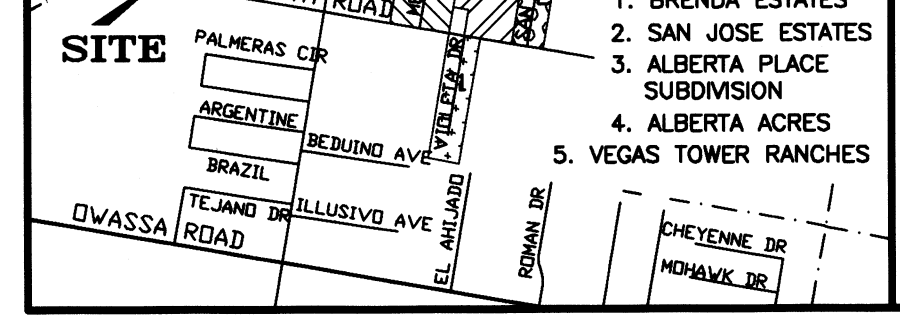 ROAD
1. BRENDA ESTATES
SITE
PALMERAS CIR
2. SAN JOSE ESTATES
3. ALBERTA PLACE
SUBDIVISION
ARGENTINE
4. ALBERTA ACRES
BEDUINO AVE
5. VEGAS TOWER RANCHES
BRAZIL
TEJANO DR
ILLUSIVO AVE
EL AHIJADO
ROMAN DR
OWASSA ROAD
CHEYENNE DR
MOHAWK DR